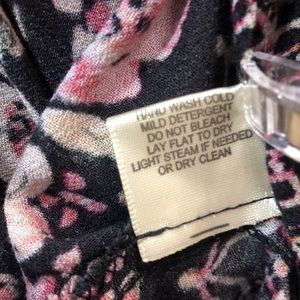 HAND WASH COLD
MILD DETERGENT
DO NOT BLEACH
LAY FLAT TO DRY
LIGHT STEAM IF NEEDED
OR DRY CLEAN